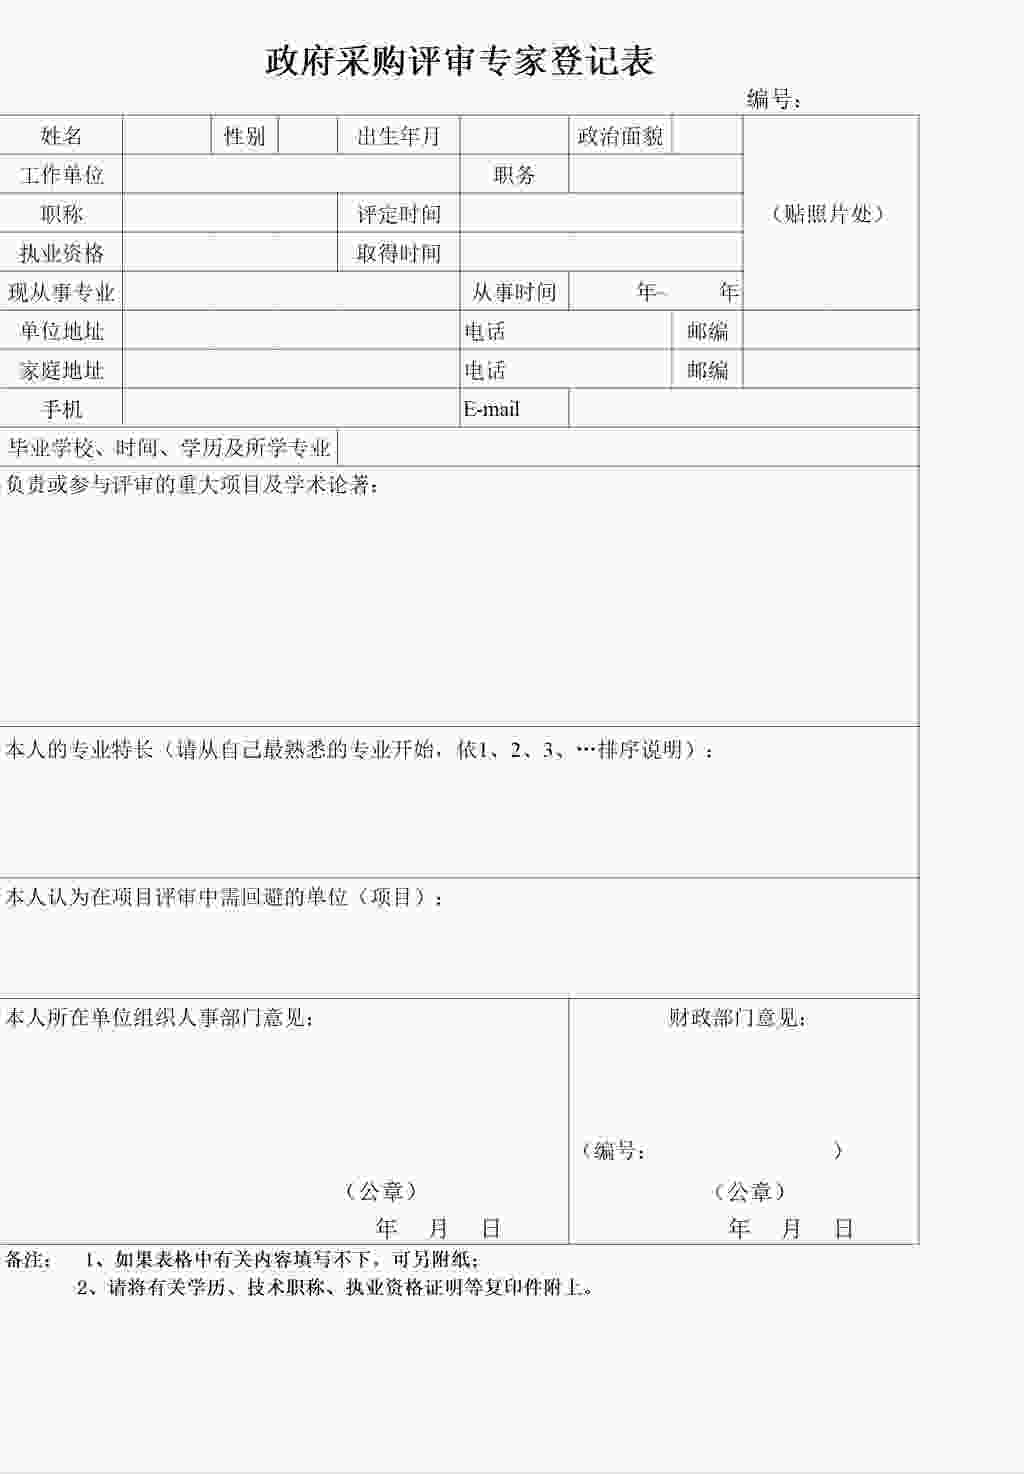 政府采购评审专家登记表
编号：
姓名 性别 出生年月 政治面貌
工作单位 职务
职称 评定时间 （贴照片处）
执业资格 取得时间
现从事专业 从事时间 年- 年
单位地址 电话 邮编
家庭地址 电话 邮编
手机 E-mail
毕业学校、时间、学历及所学专业
负责或参与评审的重大项目及学术论著：
本人的专业特长（请从自己最熟悉的专业开始，依1、2、3、…排序说明）：
本人认为在项目评审中需回避的单位（项目）：
本人所在单位组织人事部门意见： 财政部门意见：
（编号： ）
（公章） （公章）
年 月 日 年 月 日
备注： 1、如果表格中有关内容填写不下，可另附纸；
2、请将有关学历、技术职称、执业资格证明等复印件附上。